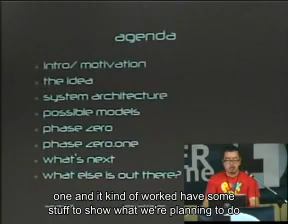 agenda
intro/ motivation
the idea
system architecture
possible models
phase zero
phase zero.one
what's next
what else is out there?
one and it kind of worked have some
stuff to show what we're planning to do